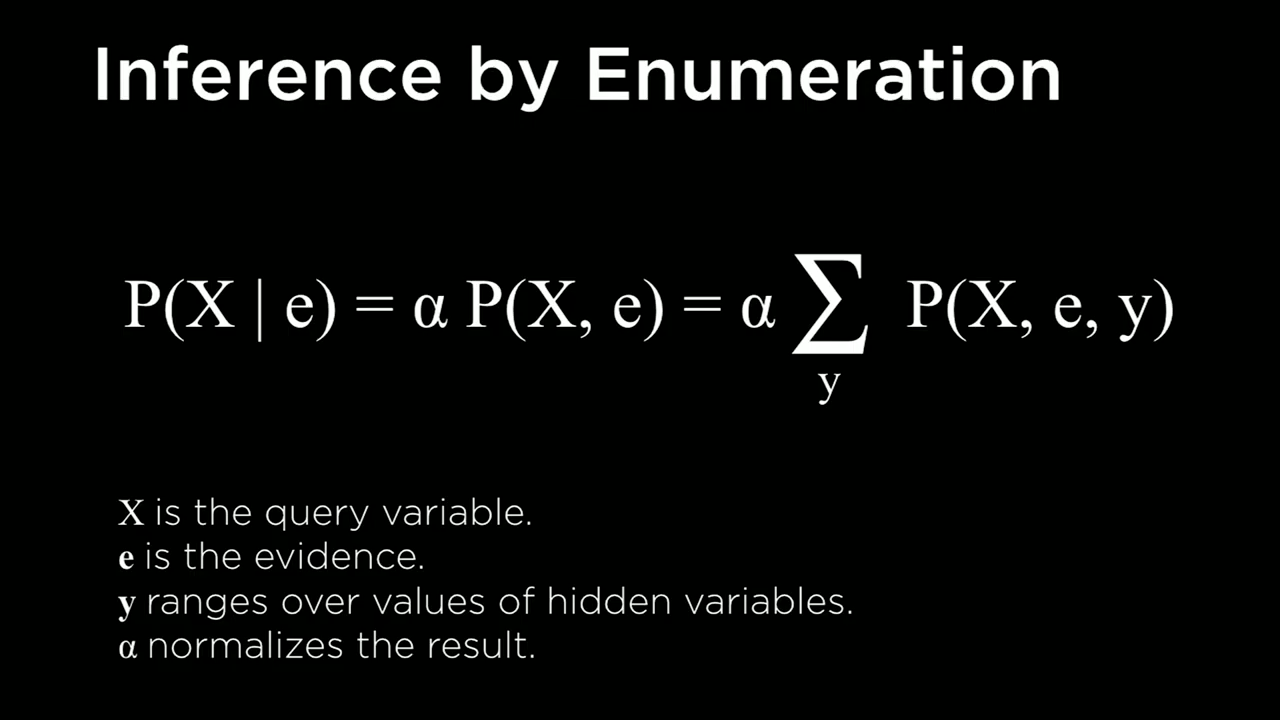 Inference by Enumeration
P(X | e) = α P(X, e) = α ∑ P(X, e, y)
y
X is the query variable.
e is the evidence.
y ranges over values of hidden variables.
α normalizes the result.